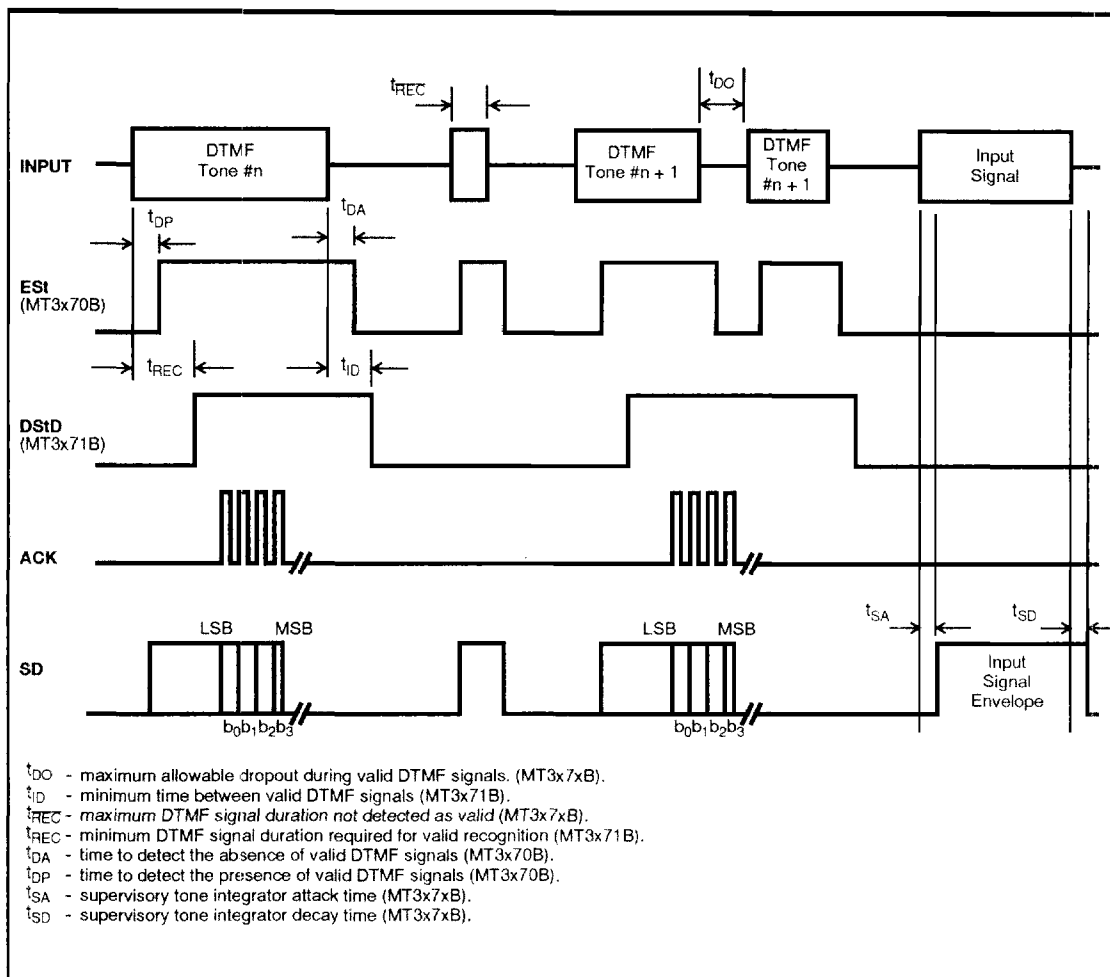 t̅R̅E̅C̅
tDO
INPUT
DTMF
Tone #n
DTMF
Tone #n + 1
DTMF
Tone
#n + 1
Input
Signal
tDP
tDA
ESt
(MT3x70B)
tREC
tID
DStD
(MT3x71B)
ACK
tSA
tSD
LSB
MSB
LSB
MSB
SD
Input
Signal
Envelope
b0b1b2b3
b0b1b2b3
tDO - maximum allowable dropout during valid DTMF signals. (MT3x7xB).
tID - minimum time between valid DTMF signals (MT3x71B).
tR̅E̅C̅ - maximum DTMF signal duration not detected as valid (MT3x7xB).
tREC - minimum DTMF signal duration required for valid recognition (MT3x71B).
tDA - time to detect the absence of valid DTMF signals (MT3x70B).
tDP - time to detect the presence of valid DTMF signals (MT3x70B).
tSA - supervisory tone integrator attack time (MT3x7xB).
tSD - supervisory tone integrator decay time (MT3x7xB).